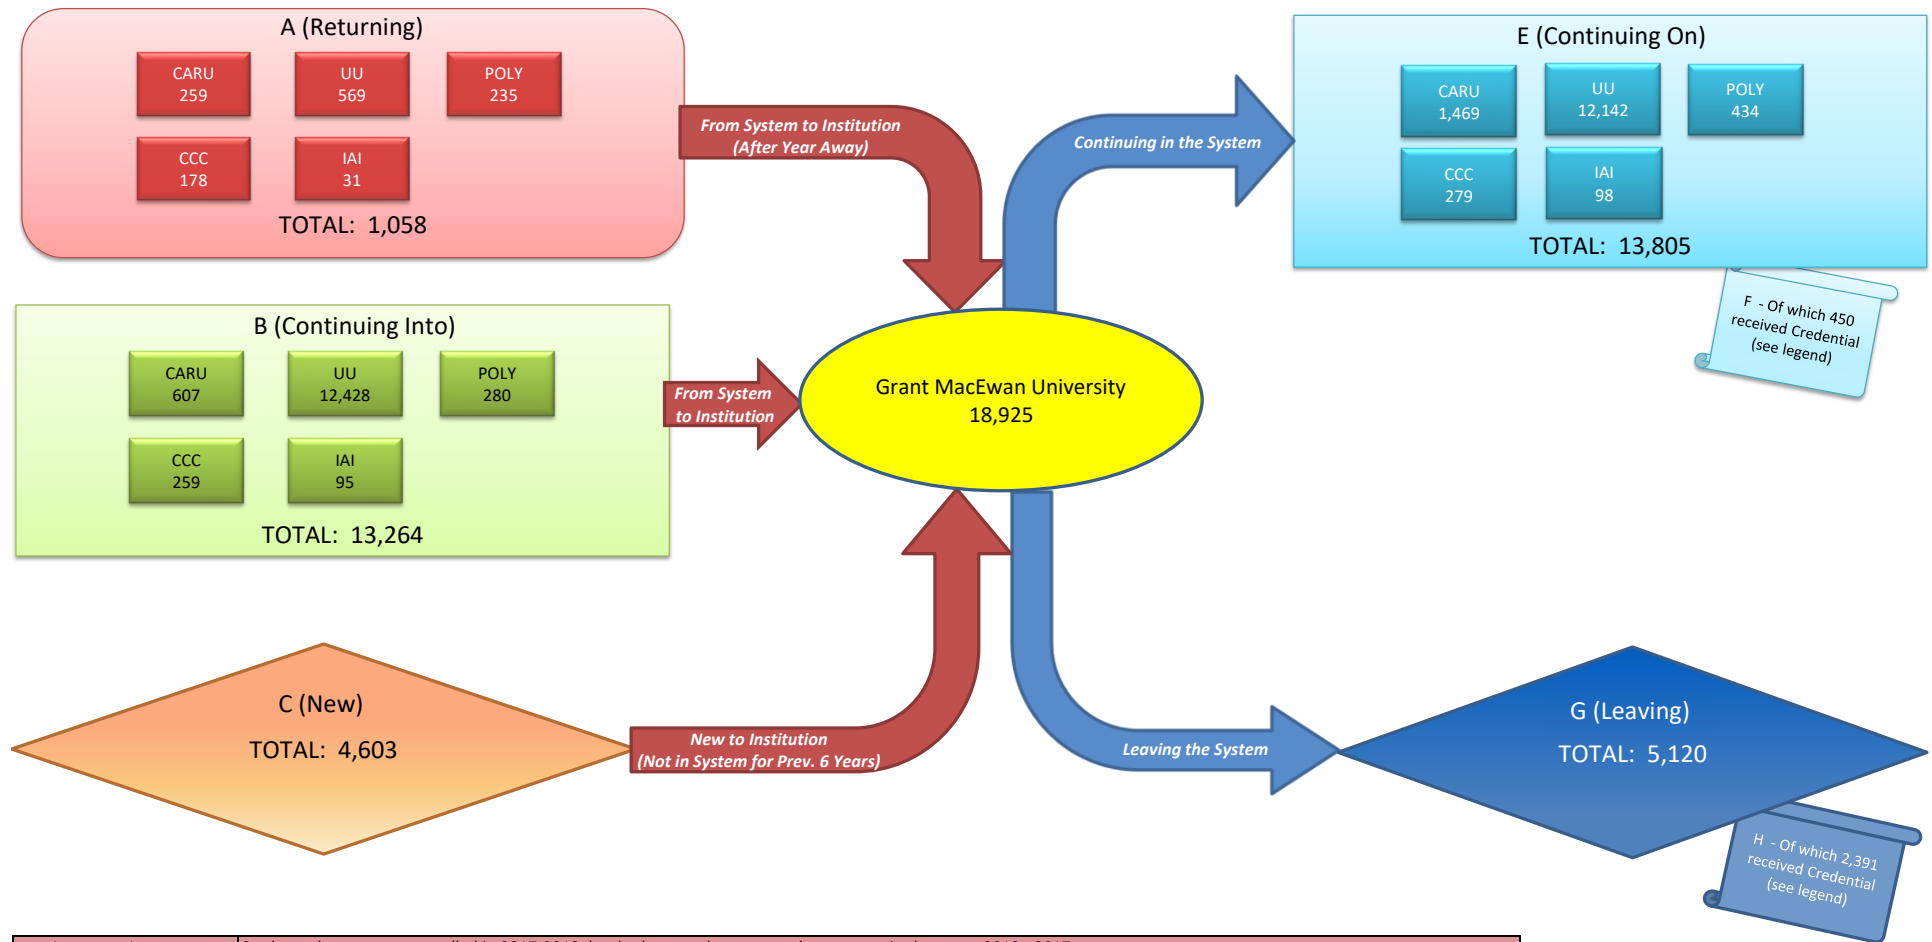 A (Returning)
CARU
259
UU
569
POLY
235
CCC
178
IAI
31
TOTAL: 1,058
From System to Institution
(After Year Away)
B (Continuing Into)
CARU
607
UU
12,428
POLY
280
CCC
259
IAI
95
TOTAL: 13,264
From System
to Institution
C (New)
TOTAL: 4,603
New to Institution
(Not in System for Prev. 6 Years)
Grant MacEwan University
18,925
Continuing in the System
E (Continuing On)
CARU
1,469
UU
12,142
POLY
434
CCC
279
IAI
98
TOTAL: 13,805
F - Of which 450
received Credential
(see legend)
Leaving the System
G (Leaving)
TOTAL: 5,120
H - Of which 2,391
received Credential
(see legend)